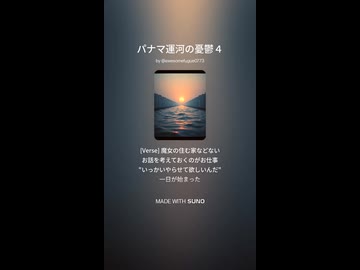 パナマ運河の憂鬱４
by @awesometuque0173
[Verse] 魔女の住む家などない
お話を考えておくのがお仕事
"いっかいやらせて欲しいんだ"
一日が始まった
MADE WITH SUNO